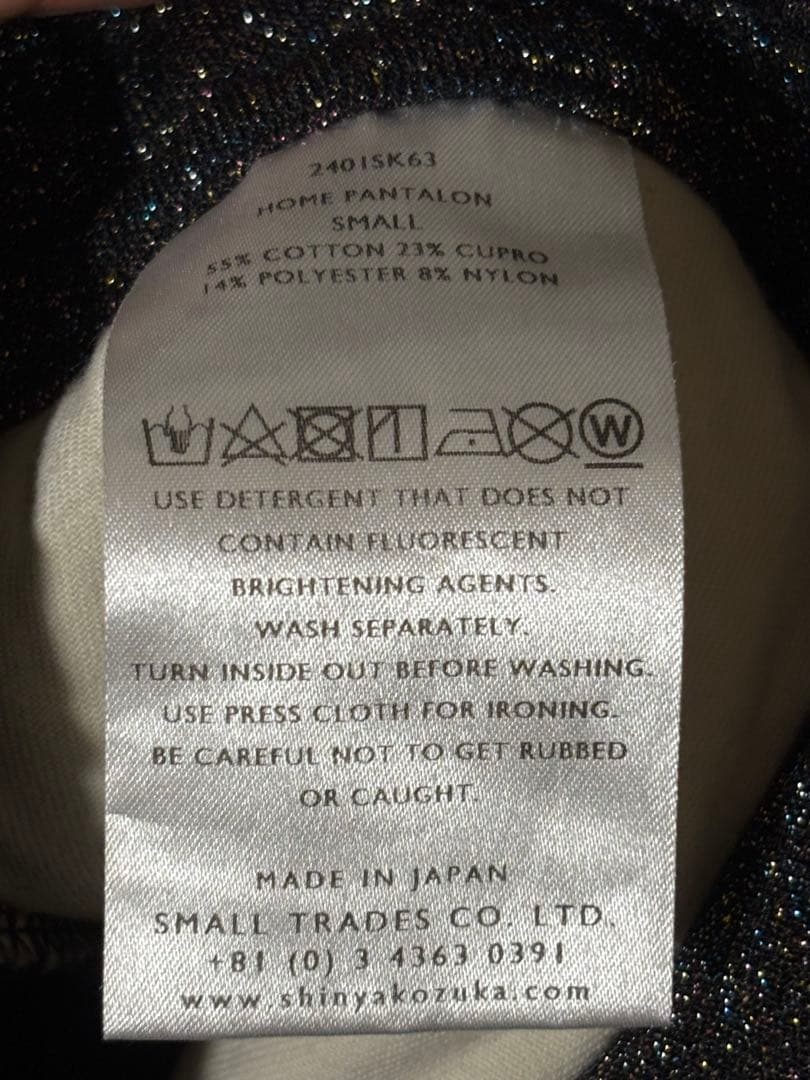 2401SK63
HOME PANTALON
SMALL
55% COTTON 23% CUPRO
14% POLYESTER 8% NYLON
W
USE DETERGENT THAT DOES NOT
CONTAIN FLUORESCENT
BRIGHTENING AGENTS.
WASH SEPARATELY.
TURN INSIDE OUT BEFORE WASHING.
USE PRESS CLOTH FOR IRONING.
BE CAREFUL NOT TO GET RUBBED
OR CAUGHT.
MADE IN JAPAN
SMALL TRADES CO. LTD.
+81 (0) 3 4363 0391
www.shinyakozuka.com